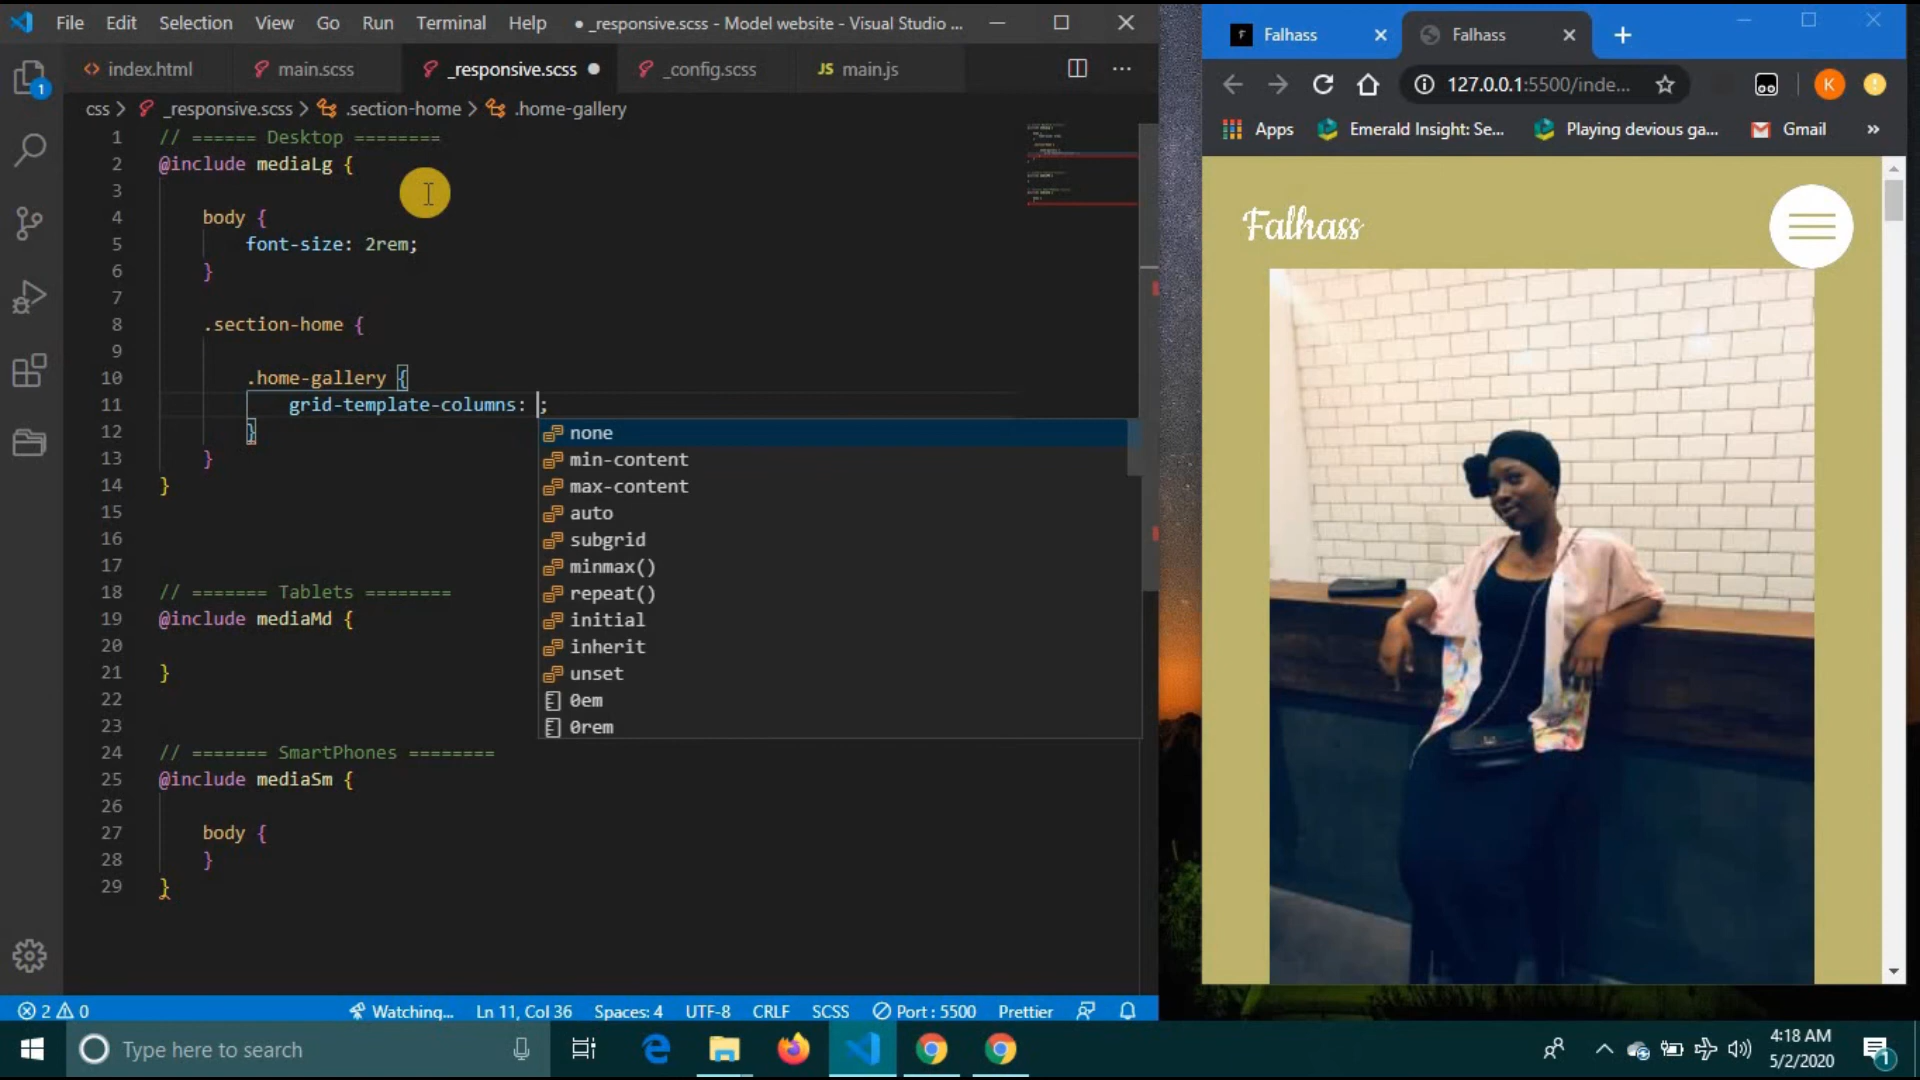 File Edit Selection View Go Run Terminal Help ● _responsive.scss - Model website - Visual Studio ...
index.html main.scss _responsive.scss ● _config.scss JS main.js ...
css > _responsive.scss > .section-home > .home-gallery
1 // ====== Desktop ========
2 @include mediaLg {
3
4 body {
5 font-size: 2rem;
6 }
7
8 .section-home {
9
10 .home-gallery {
11 grid-template-columns: ;
12 }
13 }
14 }
15
16
17
18 // ======= Tablets ========
19 @include mediaMd {
20
21 }
22
23
24 // ======= SmartPhones ========
25 @include mediaSm {
26
27 body {
28 }
29 }
none
min-content
max-content
auto
subgrid
minmax()
repeat()
initial
inherit
unset
0em
0rem
1
2 0 Watching... Ln 11, Col 36 Spaces: 4 UTF-8 CRLF SCSS Port : 5500 Prettier
Falhass Falhass
127.0.0.1:5500/inde... K
Apps Emerald Insight: Se... Playing devious ga... Gmail »
Falhass
Type here to search
4:18 AM
5/2/2020
1